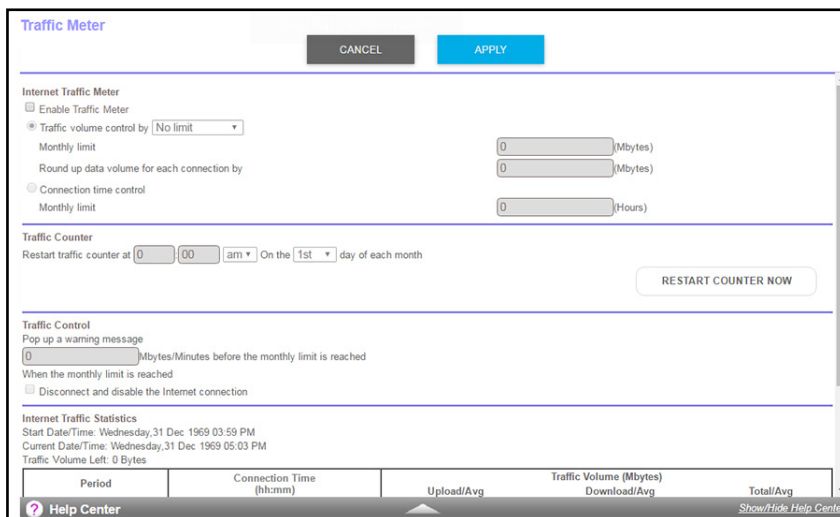 Traffic Meter
CANCEL APPLY
Internet Traffic Meter
Enable Traffic Meter
Traffic volume control by No limit
Monthly limit 0 (Mbytes)
Round up data volume for each connection by 0 (Mbytes)
Connection time control
Monthly limit 0 (Hours)
Traffic Counter
Restart traffic counter at 0 :00 am On the 1st day of each month
RESTART COUNTER NOW
Traffic Control
Pop up a warning message
0 Mbytes/Minutes before the monthly limit is reached
When the monthly limit is reached
Disconnect and disable the Internet connection
Internet Traffic Statistics
Start Date/Time: Wednesday,31 Dec 1969 03:59 PM
Current Date/Time: Wednesday,31 Dec 1969 05:03 PM
Traffic Volume Left: 0 Bytes
Period Connection Time (hh:mm) Traffic Volume (Mbytes)
Upload/Avg Download/Avg Total/Avg
? Help Center Show/Hide Help Cente